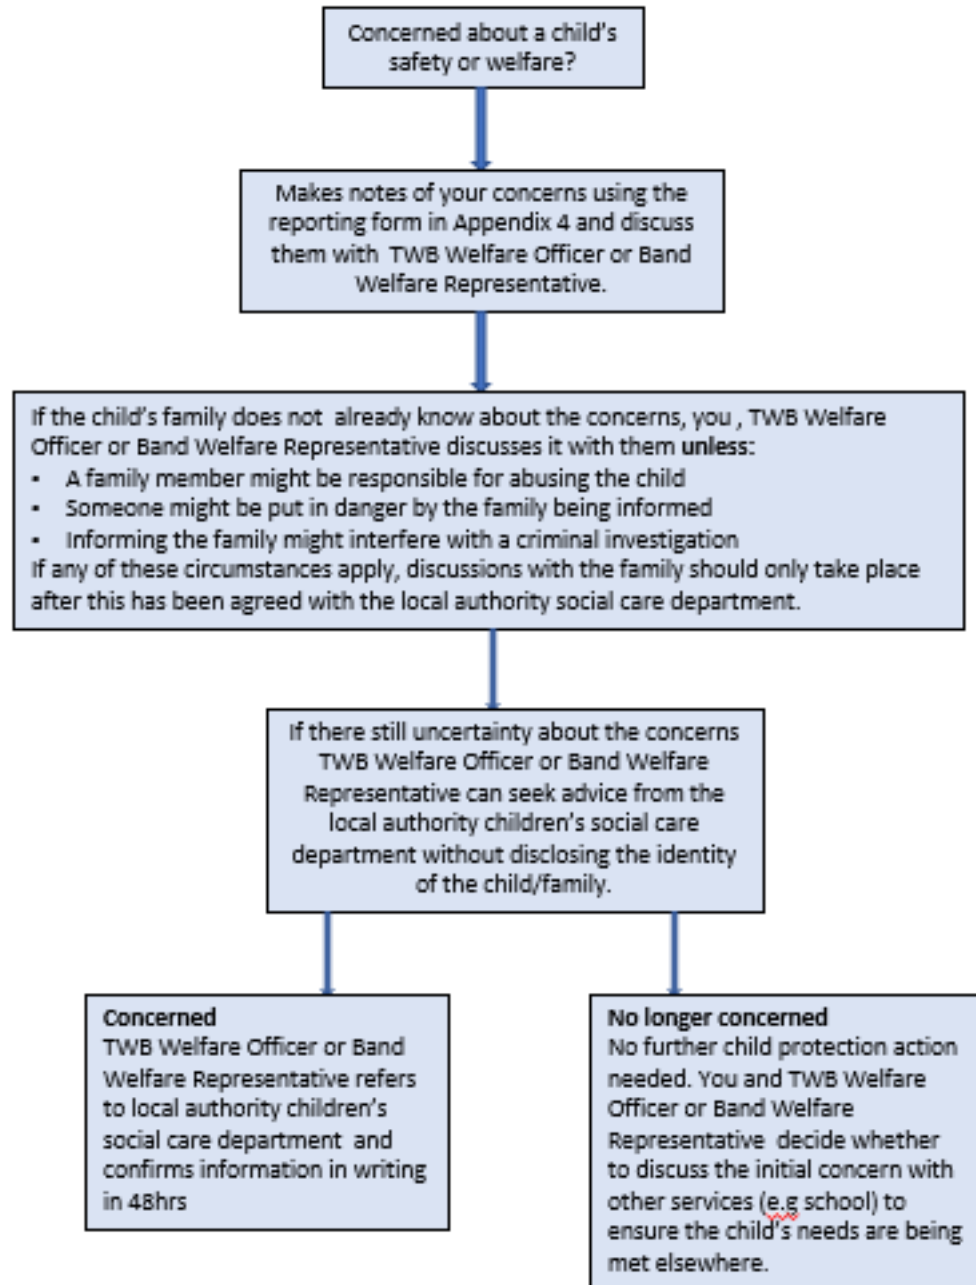 Concerned about a child's
safety or welfare?
Makes notes of your concerns using the
reporting form in Appendix 4 and discuss
them with TWB Welfare Officer or Band
Welfare Representative.
If the child's family does not already know about the concerns, you , TWB Welfare
Officer or Band Welfare Representative discusses it with them unless:
▪ A family member might be responsible for abusing the child
▪ Someone might be put in danger by the family being informed
▪ Informing the family might interfere with a criminal investigation
If any of these circumstances apply, discussions with the family should only take place
after this has been agreed with the local authority social care department.
If there still uncertainty about the concerns
TWB Welfare Officer or Band Welfare
Representative can seek advice from the
local authority children's social care
department without disclosing the identity
of the child/family.
Concerned
TWB Welfare Officer or Band
Welfare Representative refers
to local authority children's
social care department and
confirms information in writing
in 48hrs
No longer concerned
No further child protection action
needed. You and TWB Welfare
Officer or Band Welfare
Representative decide whether
to discuss the initial concern with
other services (e.g school) to
ensure the child's needs are being
met elsewhere.